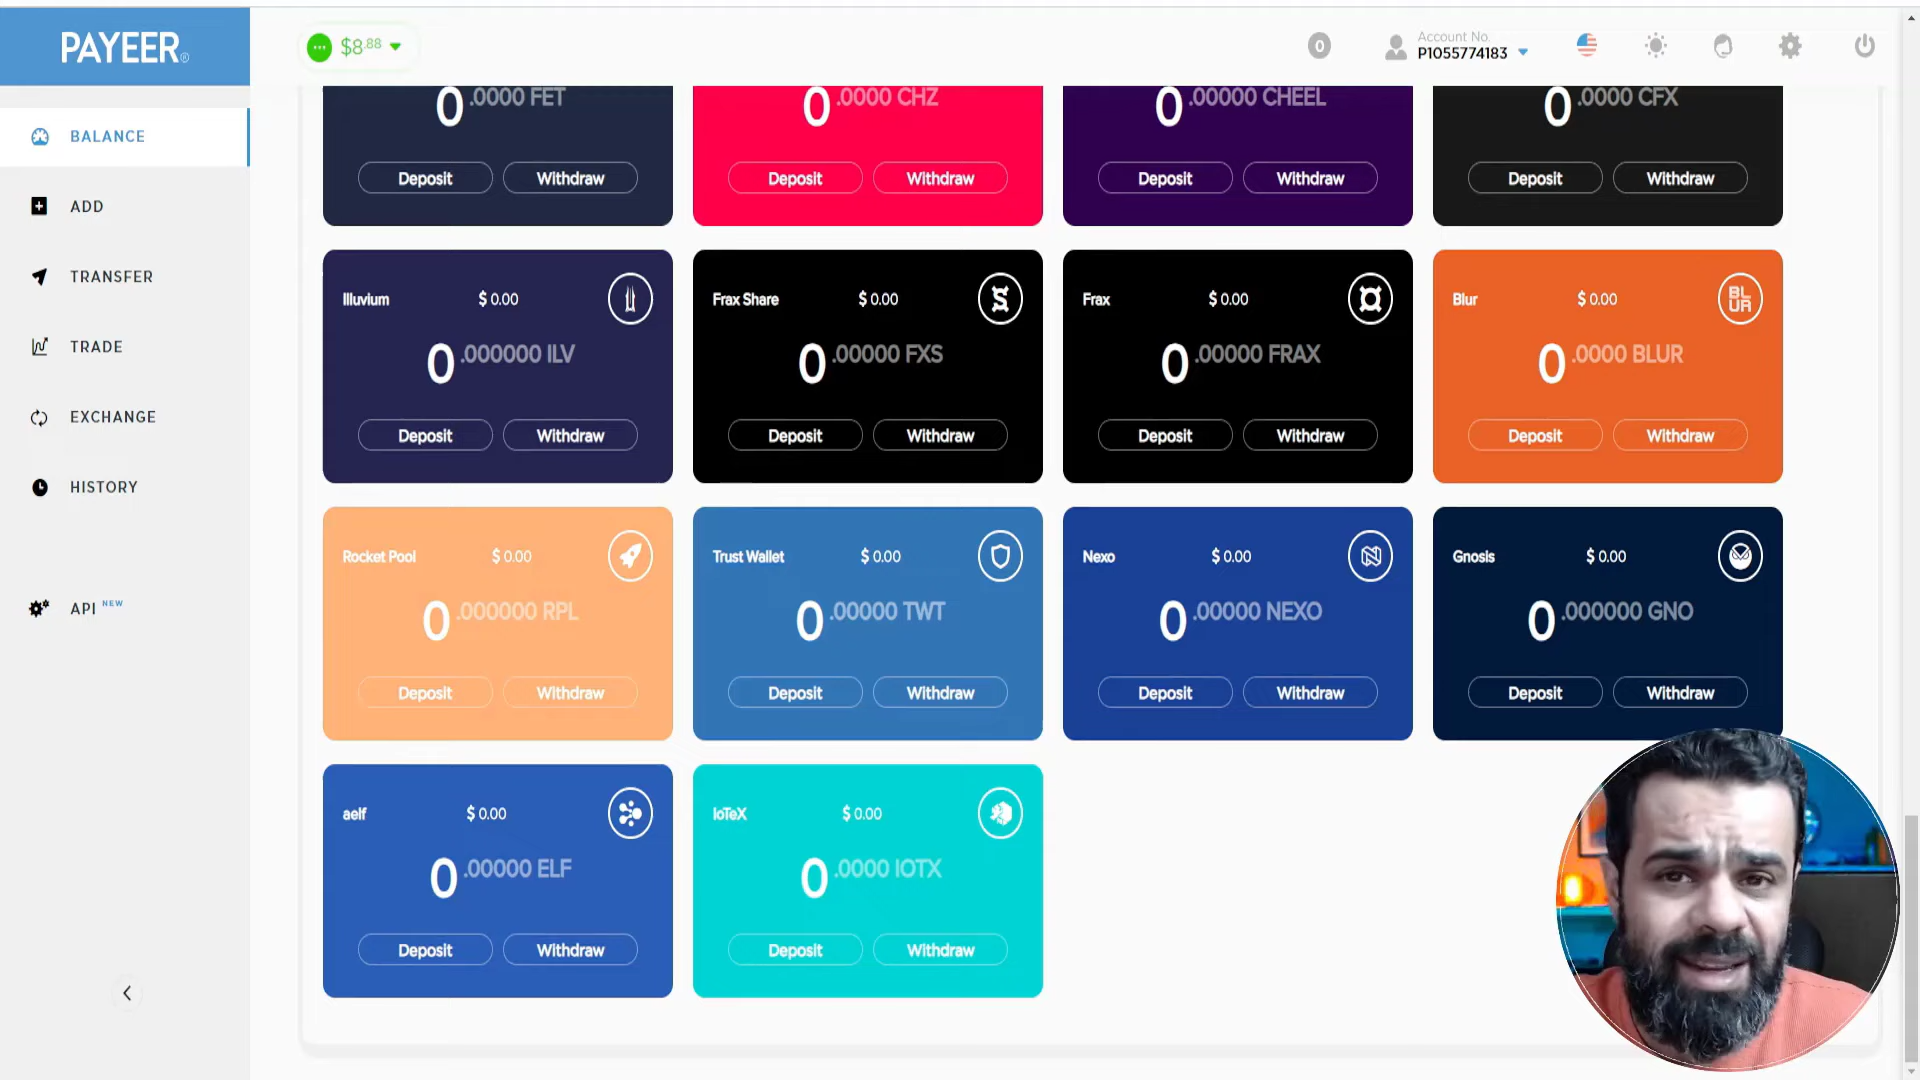 PAYEER®
$8.88
0
Account No.
P1055774183
BALANCE
ADD
TRANSFER
TRADE
EXCHANGE
HISTORY
API NEW
0.0000 FET
Deposit Withdraw
0.0000 CHZ
Deposit Withdraw
0.00000 CHEEL
Deposit Withdraw
0.0000 CFX
Deposit Withdraw
Illuvium $ 0.00
0.000000 ILV
Deposit Withdraw
Frax Share $ 0.00
0.00000 FXS
Deposit Withdraw
Frax $ 0.00
0.00000 FRAX
Deposit Withdraw
Blur $ 0.00
BL
UR
0.0000 BLUR
Deposit Withdraw
Rocket Pool $ 0.00
0.000000 RPL
Deposit Withdraw
Trust Wallet $ 0.00
0.00000 TWT
Deposit Withdraw
Nexo $ 0.00
0.00000 NEXO
Deposit Withdraw
Gnosis $ 0.00
0.000000 GNO
Deposit Withdraw
aelf $ 0.00
0.00000 ELF
Deposit Withdraw
IoTeX $ 0.00
0.0000 IOTX
Deposit Withdraw